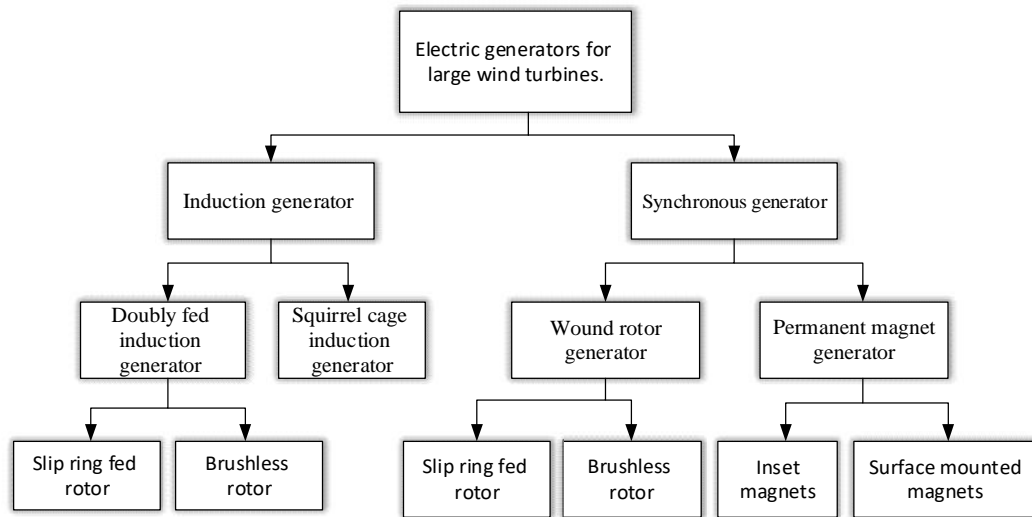 Electric generators for
large wind turbines.
Induction generator
Synchronous generator
Doubly fed
induction
generator
Squirrel cage
induction
generator
Wound rotor
generator
Permanent magnet
generator
Slip ring fed
rotor
Brushless
rotor
Slip ring fed
rotor
Brushless
rotor
Inset
magnets
Surface mounted
magnets